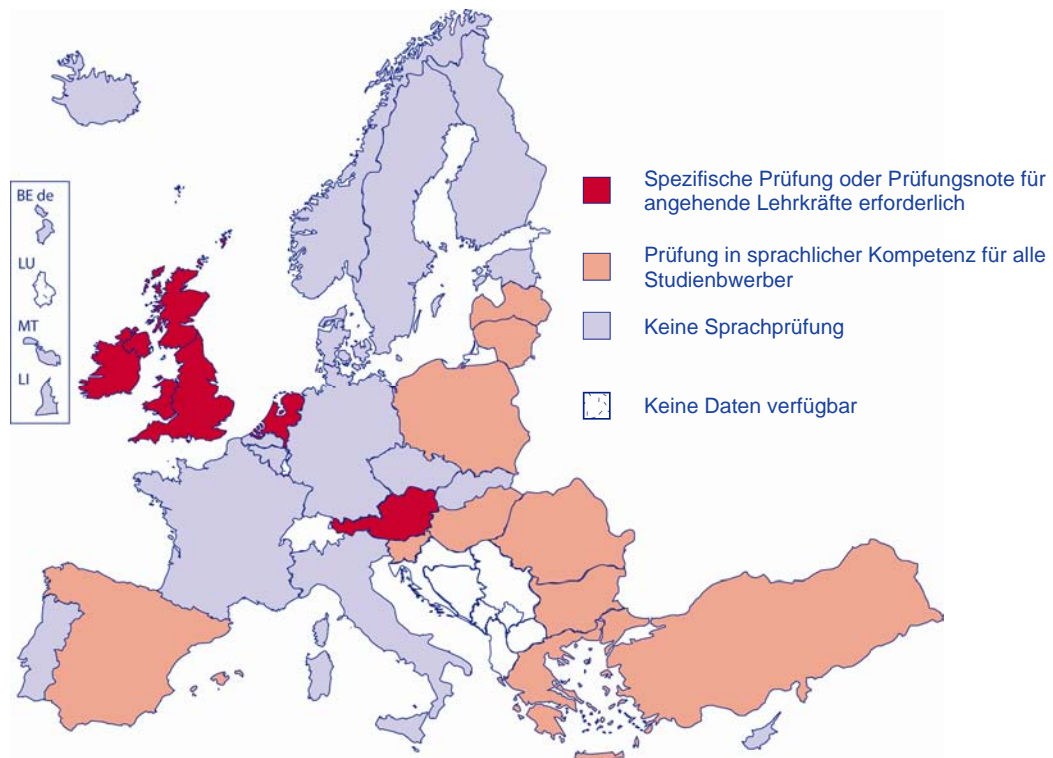 BE de
LU
MT
LI
Spezifische Prüfung oder Prüfungsnote für
angehende Lehrkräfte erforderlich
Prüfung in sprachlicher Kompetenz für alle
Studienbwerber
Keine Sprachprüfung
Keine Daten verfügbar